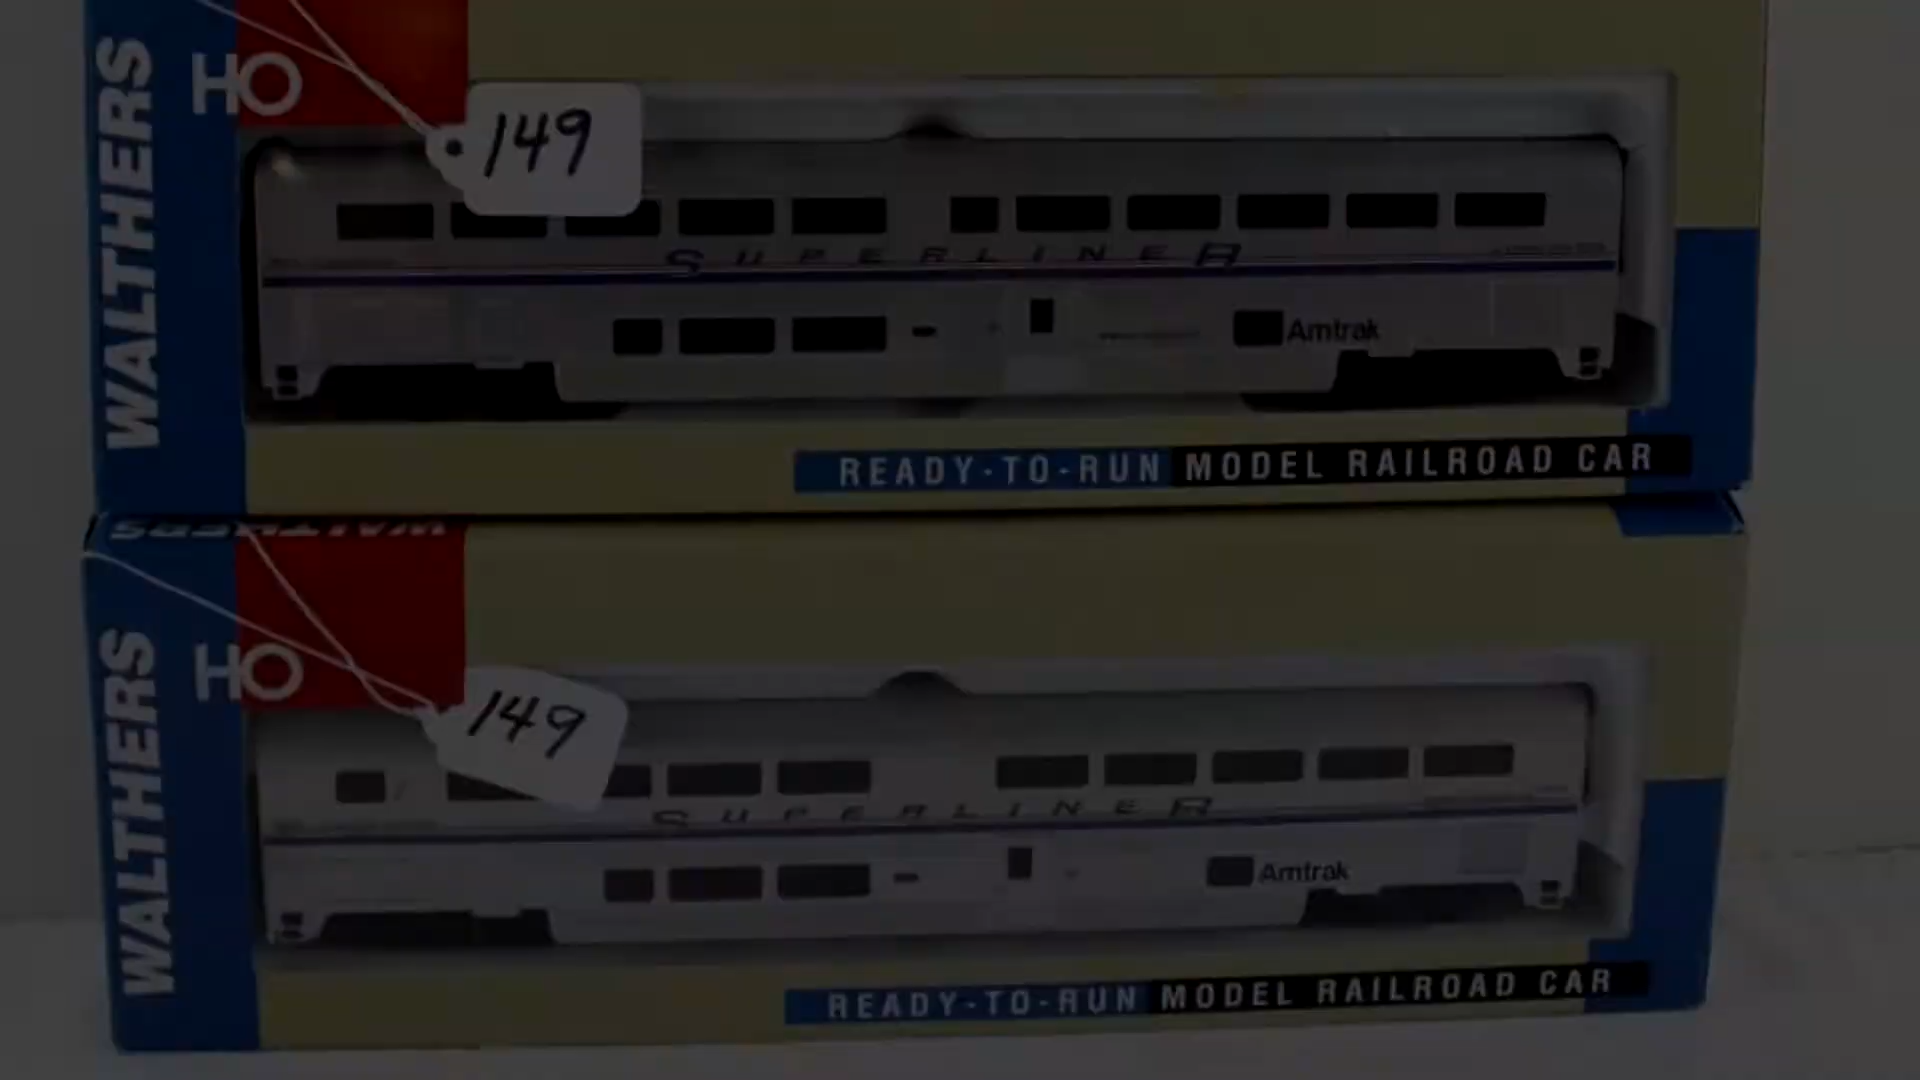 WALTHERS
HO
149
SUPERLINER
Amtrak
READY-TO-RUN MODEL RAILROAD CAR
WALTHERS
WALTHERS
HO
149
SUPERLINER
Amtrak
READY-TO-RUN MODEL RAILROAD CAR